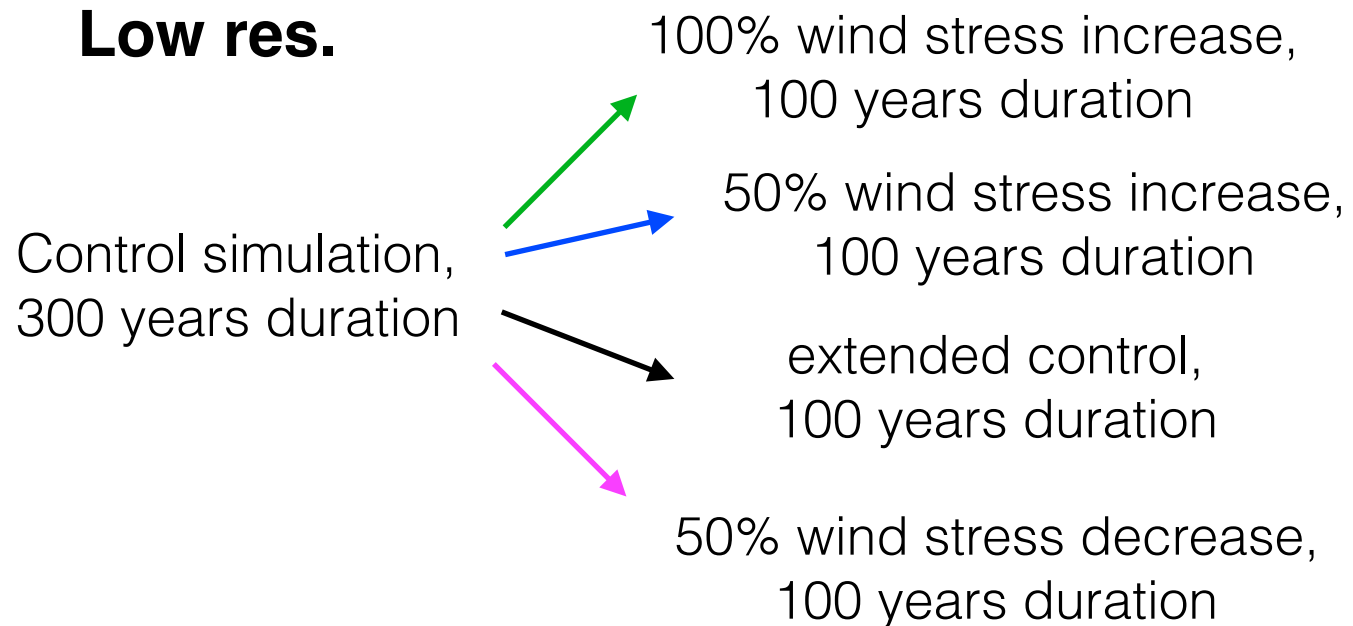 Low res.
100% wind stress increase,
100 years duration
50% wind stress increase,
100 years duration
Control simulation,
300 years duration
extended control,
100 years duration
50% wind stress decrease,
100 years duration